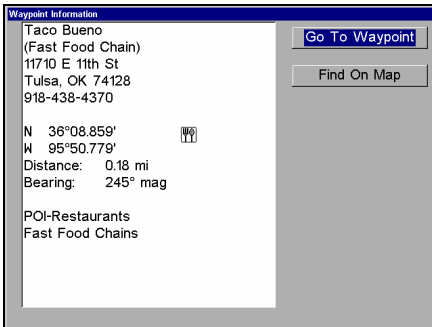 Waypoint Information
Taco Bueno
(Fast Food Chain)
11710 E 11th St
Tulsa, OK 74128
918-438-4370
N 36°08.859'
W 95°50.779'
Distance: 0.18 mi
Bearing: 245° mag
POI-Restaurants
Fast Food Chains
Go To Waypoint
Find On Map